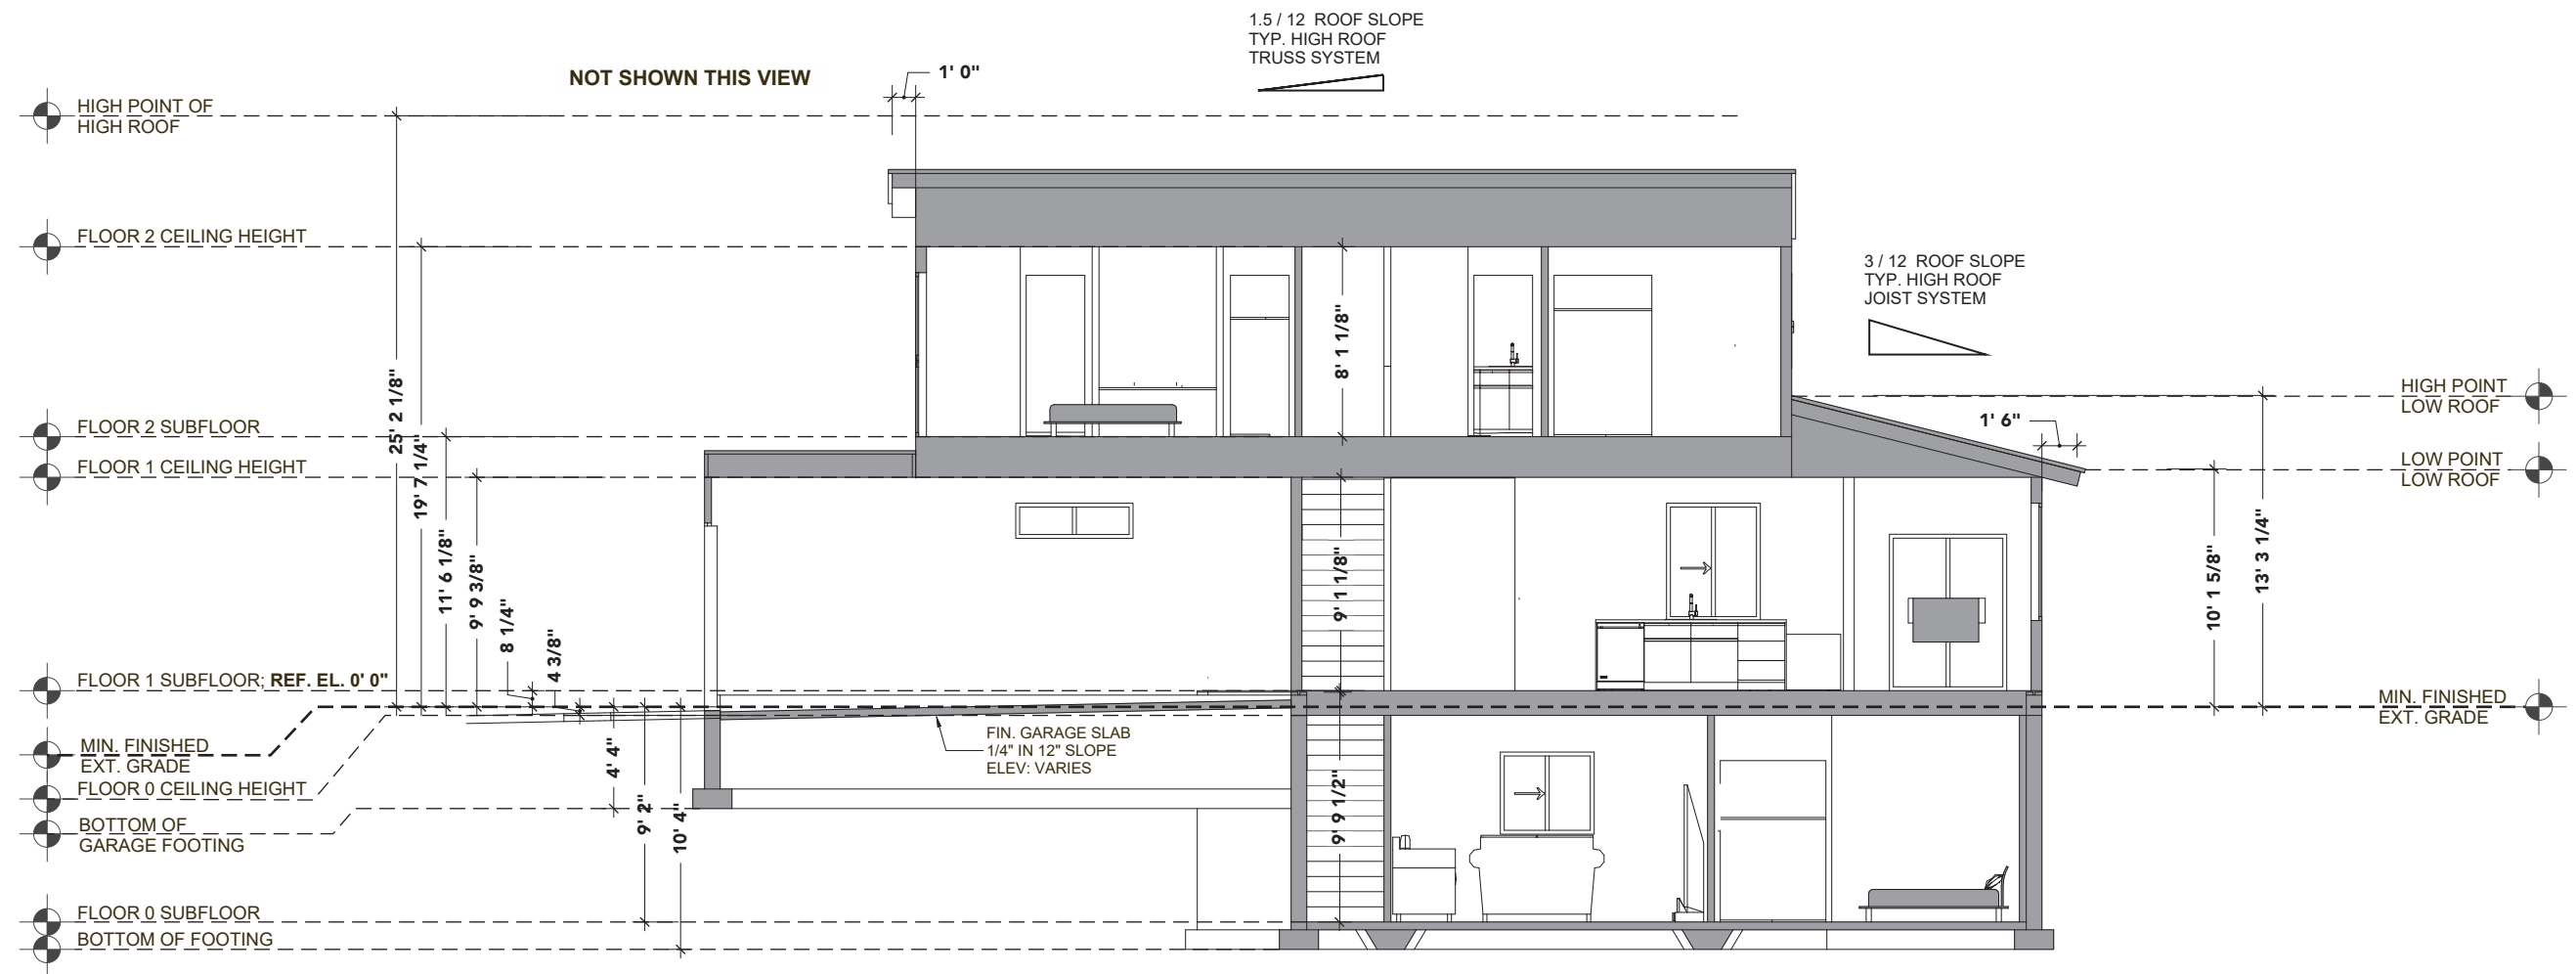 1.5 / 12 ROOF SLOPE
TYP. HIGH ROOF
TRUSS SYSTEM
NOT SHOWN THIS VIEW
1' 0"
HIGH POINT OF
HIGH ROOF
FLOOR 2 CEILING HEIGHT
3 / 12 ROOF SLOPE
TYP. HIGH ROOF
JOIST SYSTEM
8' 1 1/8"
HIGH POINT
LOW ROOF
1' 6"
FLOOR 2 SUBFLOOR
25' 2 1/8"
FLOOR 1 CEILING HEIGHT
LOW POINT
LOW ROOF
19' 7 1/4"
11' 6 1/8"
9' 9 3/8"
8 1/4"
4 3/8"
9' 1 1/8"
10' 1 5/8"
13' 3 1/4"
FLOOR 1 SUBFLOOR; REF. EL. 0' 0"
MIN. FINISHED
EXT. GRADE
MIN. FINISHED
EXT. GRADE
FIN. GARAGE SLAB
1/4" IN 12" SLOPE
ELEV: VARIES
4' 4"
FLOOR 0 CEILING HEIGHT
9' 2"
10' 4"
9' 9 1/2"
BOTTOM OF
GARAGE FOOTING
FLOOR 0 SUBFLOOR
BOTTOM OF FOOTING